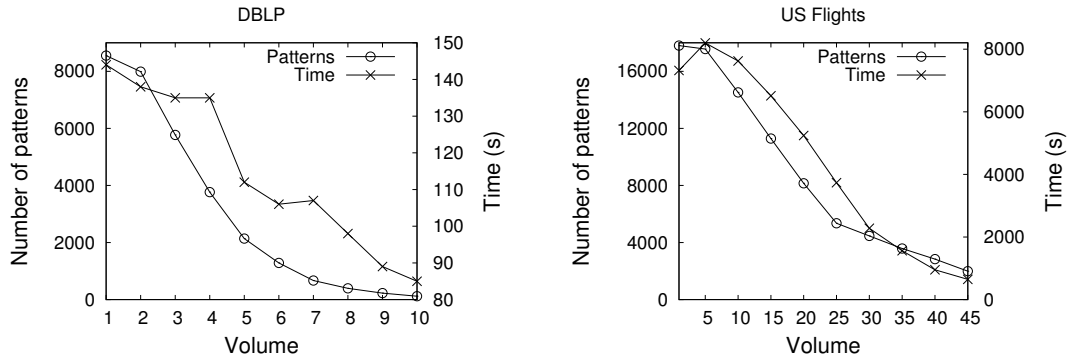 DBLP
Patterns
Time
Number of patterns
0
2000
4000
6000
8000
80
90
100
110
120
130
140
150
Time (s)
1 2 3 4 5 6 7 8 9 10
Volume
US Flights
Patterns
Time
Number of patterns
0
4000
8000
12000
16000
0
2000
4000
6000
8000
Time (s)
5 10 15 20 25 30 35 40 45
Volume